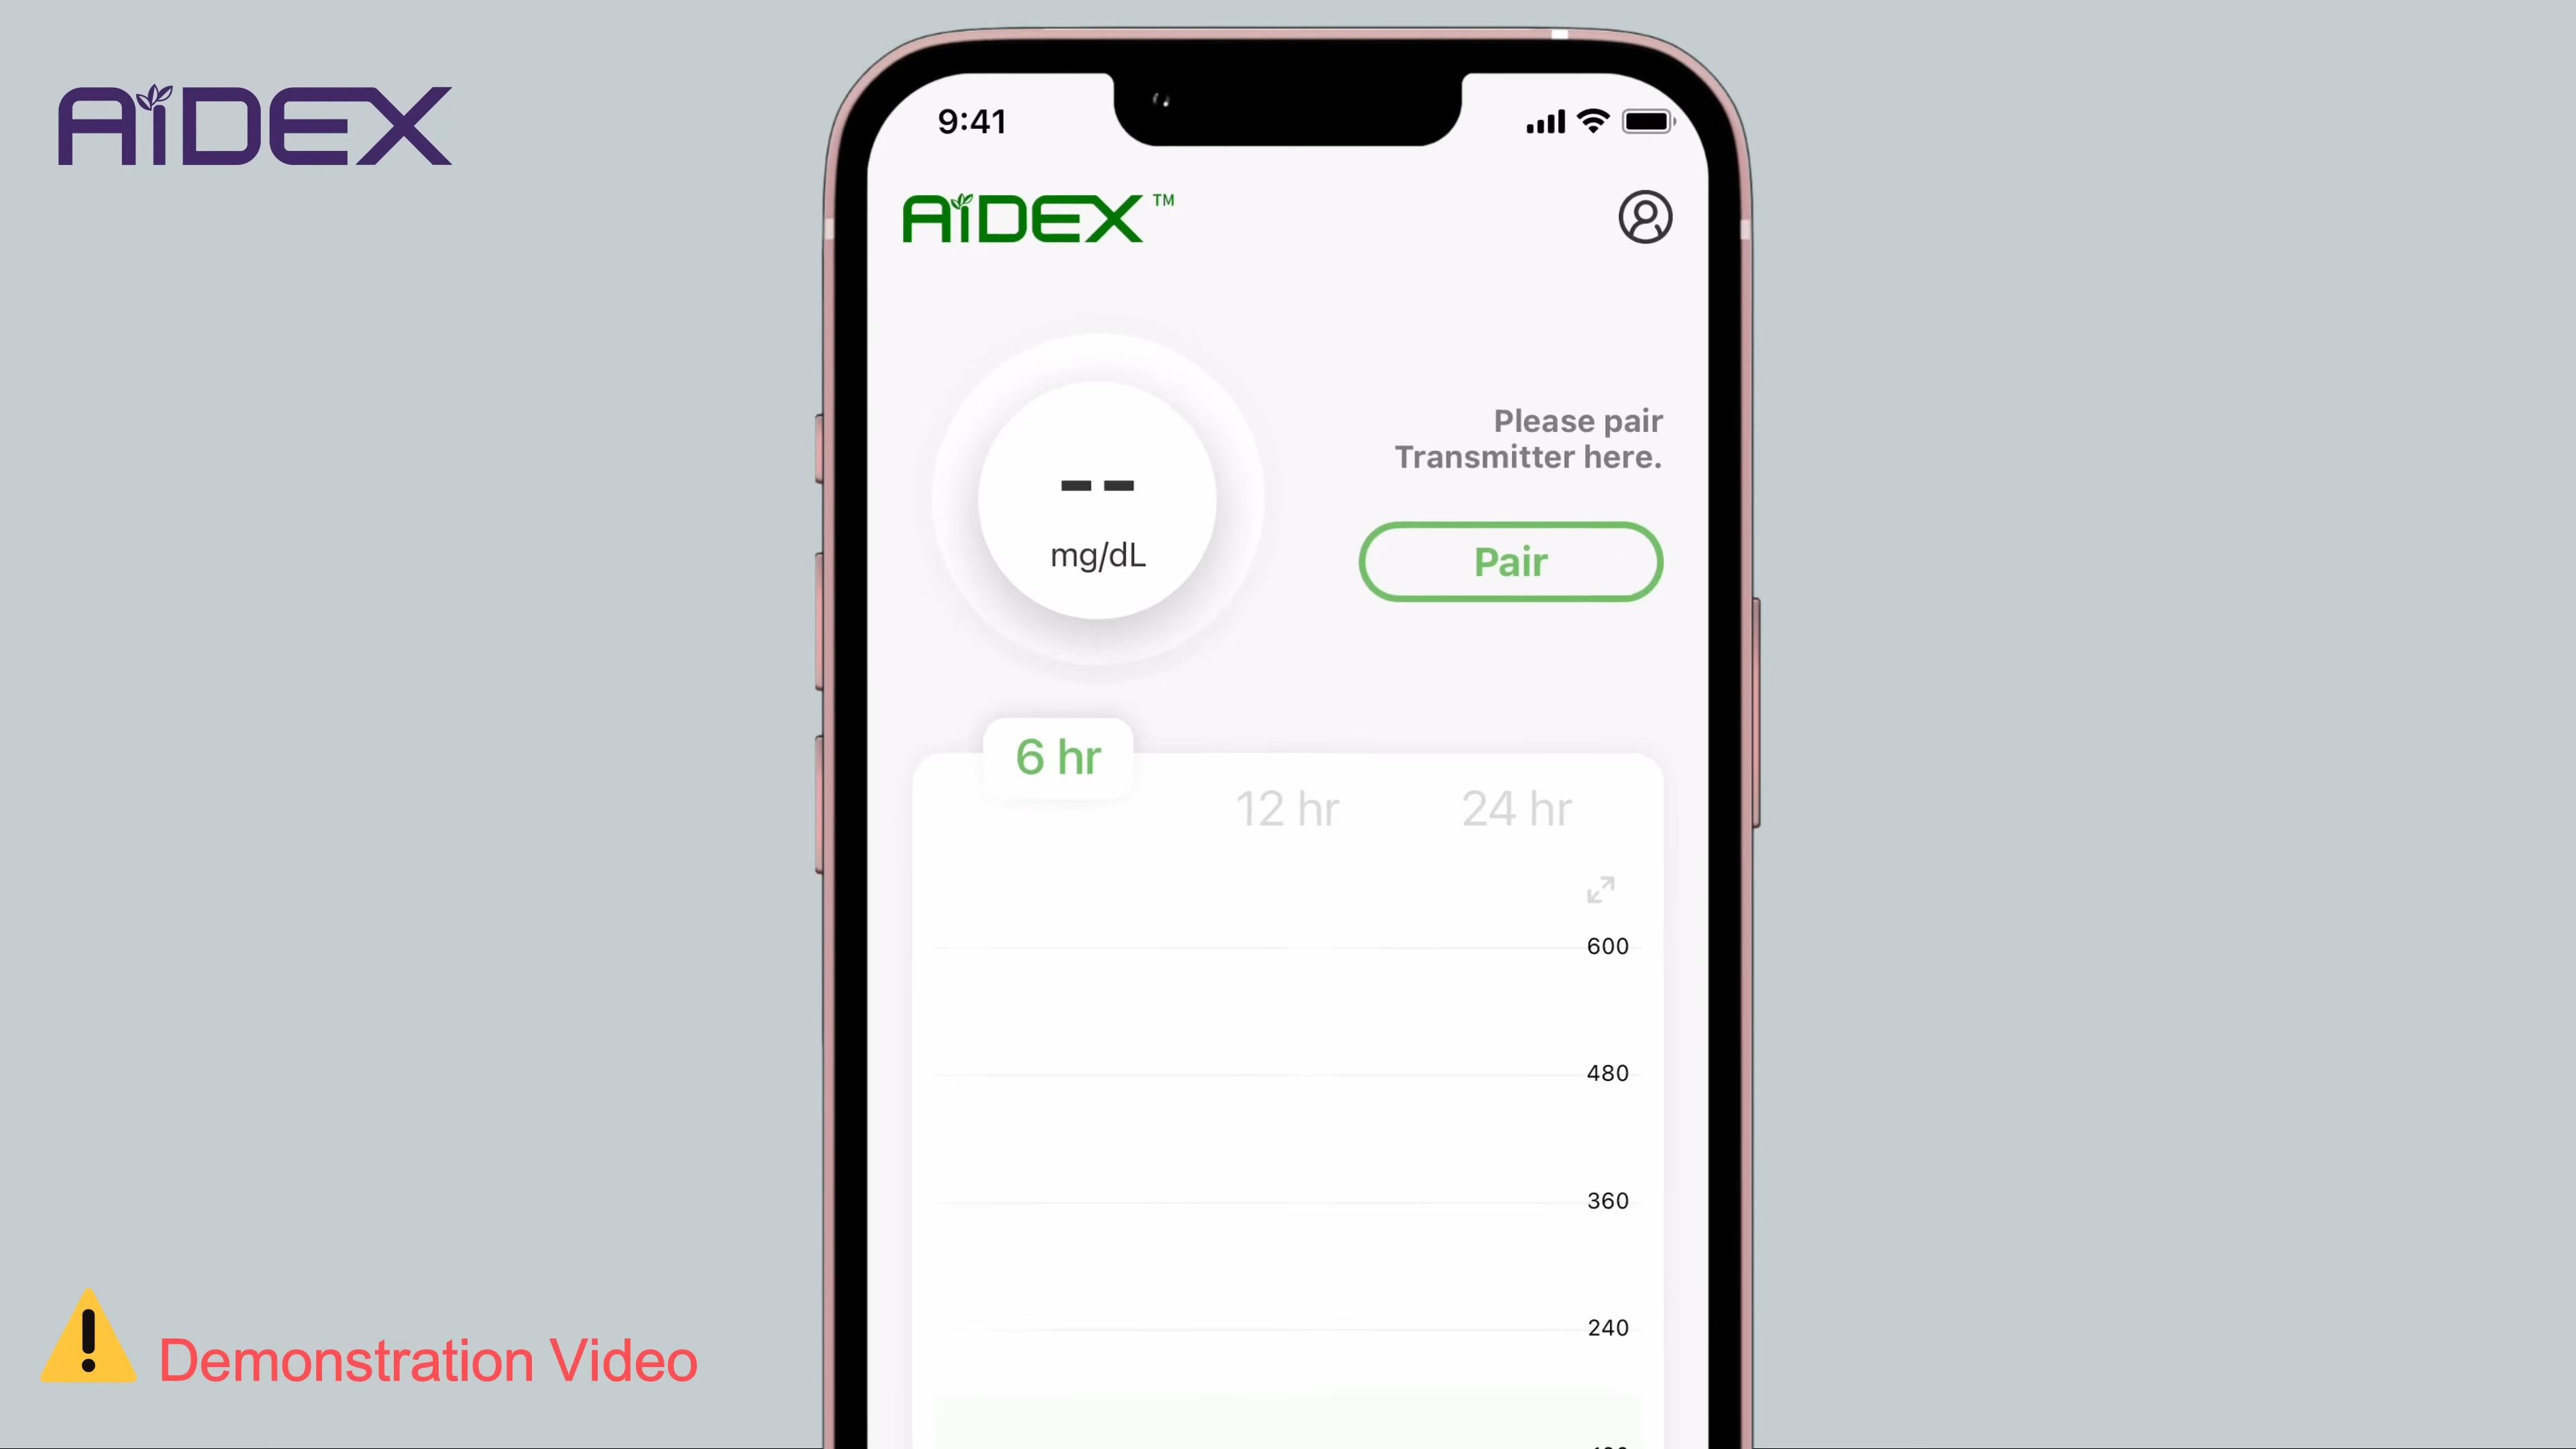 AiDEX
9:41
AiDEX™
Please pair
Transmitter here.
--
mg/dL
Pair
6 hr
12 hr
24 hr
600
480
360
240
Demonstration Video